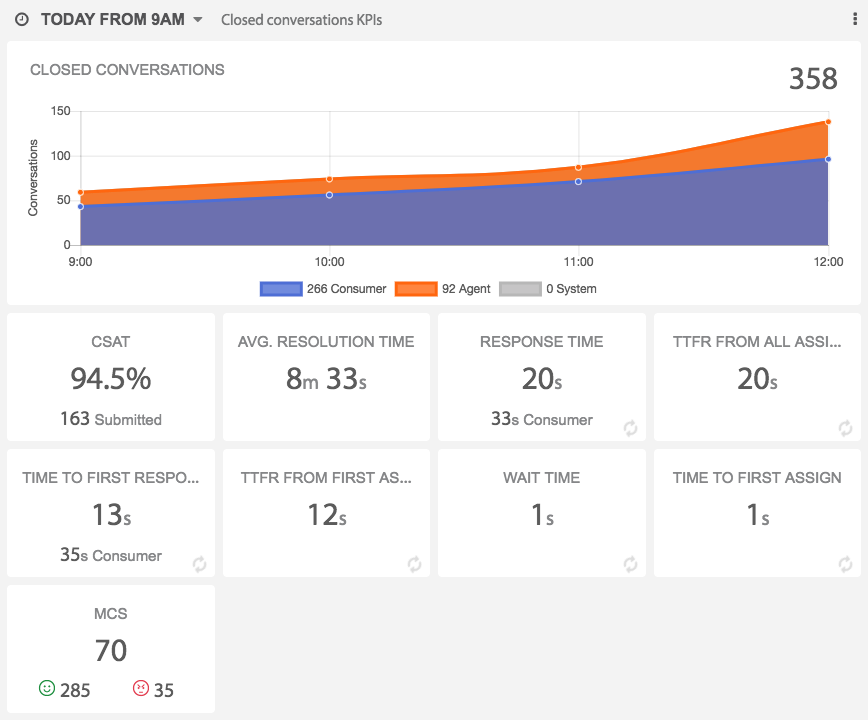 TODAY FROM 9AM Closed conversations KPIs
CLOSED CONVERSATIONS
358
Conversations
150
100
50
0
9:00 10:00 11:00 12:00
266 Consumer 92 Agent 0 System
CSAT
94.5%
163 Submitted
AVG. RESOLUTION TIME
8m 33s
RESPONSE TIME
20s
33s Consumer
TTFR FROM ALL ASSI...
20s
TIME TO FIRST RESPO...
13s
35s Consumer
TTFR FROM FIRST AS...
12s
WAIT TIME
1s
TIME TO FIRST ASSIGN
1s
MCS
70
285 35